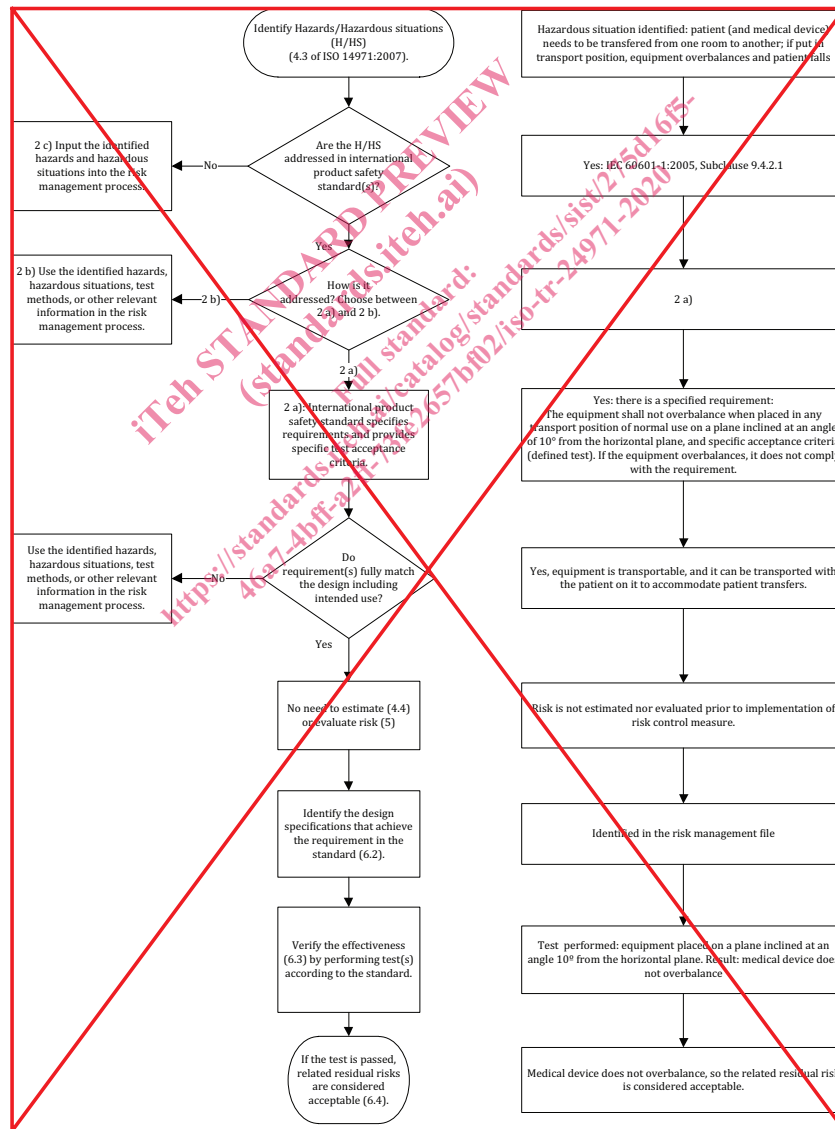 Identify Hazards/Hazardous situations
(H/HS)
(4.3 of ISO 14971:2007).
Are the H/HS
addressed in international
product safety
standard(s)?
No
2 c) Input the identified
hazards and hazardous
situations into the risk
management process.
Yes
How is it
addressed? Choose between
2 a) and 2 b).
2 b)
2 b) Use the identified hazards,
hazardous situations, test
methods, or other relevant
information in the risk
management process.
2 a)
2 a): International product
safety standard specifies
requirements and provides
specific test acceptance
criteria.
Do
requirement(s) fully match
the design including
intended use?
No
Use the identified hazards,
hazardous situations, test
methods, or other relevant
information in the risk
management process.
Yes
No need to estimate (4.4)
or evaluate risk (5)
Identify the design
specifications that achieve
the requirement in the
standard (6.2).
Verify the effectiveness
(6.3) by performing test(s)
according to the standard.
If the test is passed,
related residual risks
are considered
acceptable (6.4).
Hazardous situation identified: patient (and medical device)
needs to be transfered from one room to another; if put in
transport position, equipment overbalances and patient falls
Yes: IEC 60601-1:2005, Subclause 9.4.2.1
2 a)
Yes: there is a specified requirement:
The equipment shall not overbalance when placed in any
transport position of normal use on a plane inclined at an angle
of 10° from the horizontal plane, and specific acceptance criteria
(defined test). If the equipment overbalances, it does not comply
with the requirement.
Yes, equipment is transportable, and it can be transported with
the patient on it to accommodate patient transfers.
Risk is not estimated nor evaluated prior to implementation of
risk control measure.
Identified in the risk management file
Test performed: equipment placed on a plane inclined at an
angle 10º from the horizontal plane. Result: medical device does
not overbalance
Medical device does not overbalance, so the related residual risk
is considered acceptable.
iTeh STANDARD PREVIEW
(standards.iteh.ai)
Full standard: